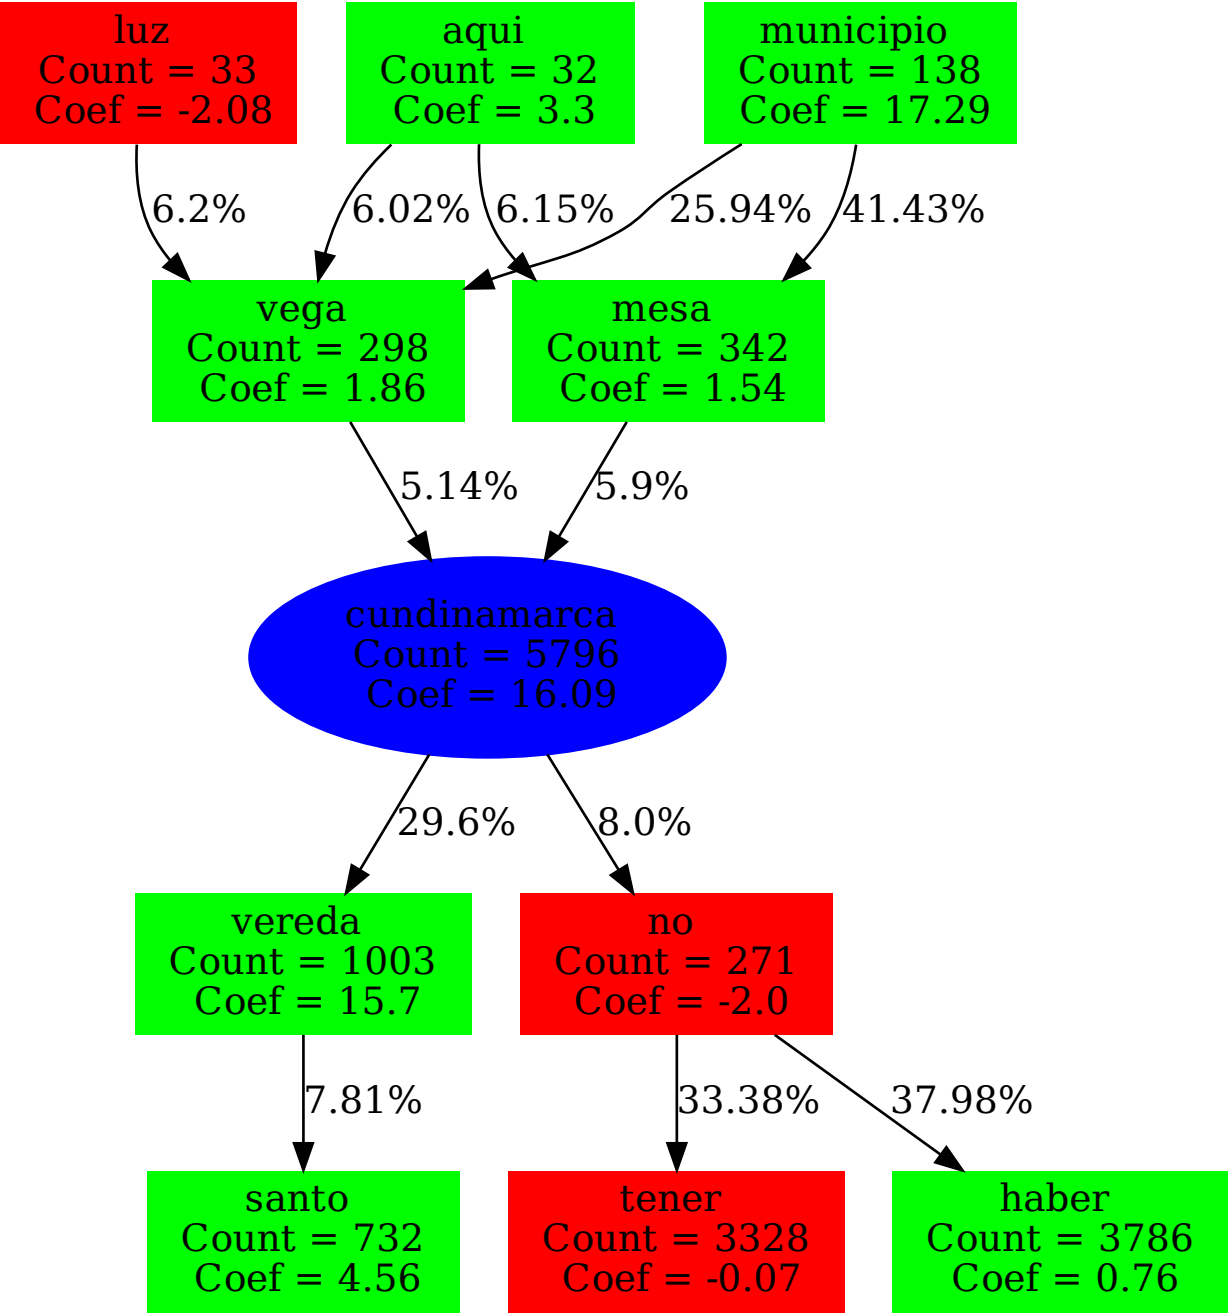 luz
Count = 33
Coef = -2.08
aqui
Count = 32
Coef = 3.3
municipio
Count = 138
Coef = 17.29
6.2%
6.02%
6.15%
25.94%
41.43%
vega
Count = 298
Coef = 1.86
mesa
Count = 342
Coef = 1.54
5.14%
5.9%
cundinamarca
Count = 5796
Coef = 16.09
29.6%
8.0%
vereda
Count = 1003
Coef = 15.7
no
Count = 271
Coef = -2.0
7.81%
33.38%
37.98%
santo
Count = 732
Coef = 4.56
tener
Count = 3328
Coef = -0.07
haber
Count = 3786
Coef = 0.76